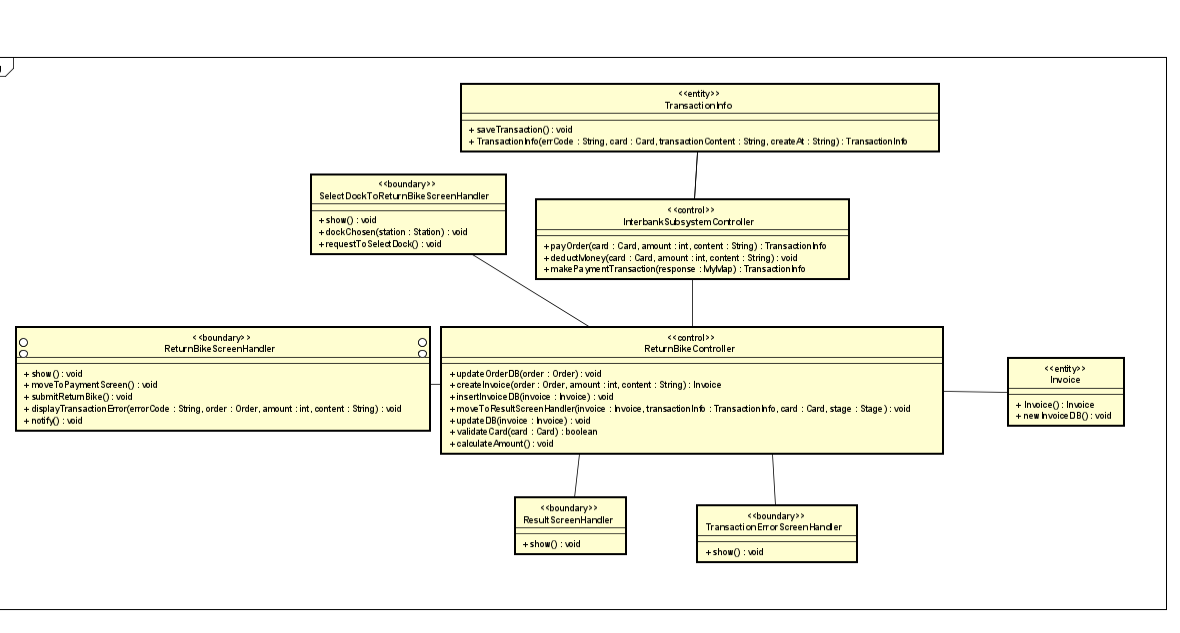 <<entity>>
TransactionInfo
+ saveTransaction() : void
+ TransactionInfo(errCode : String, card : Card, transactionContent : String, createAt : String) : TransactionInfo
<<boundary>>
SelectDockToReturnBikeScreenHandler
+ show() : void
+ dockChosen(station : Station) : void
+ requestToSelectDock() : void
<<control>>
InterbankSubsystemController
+ payOrder(card : Card, amount : int, content : String) : TransactionInfo
+ deductMoney(card : Card, amount : int, content : String) : void
+ makePaymentTransaction(response : MyMap) : TransactionInfo
<<boundary>>
ReturnBikeScreenHandler
+ show() : void
+ moveToPaymentScreen() : void
+ submitReturnBike() : void
+ displayTransactionError(errorCode : String, order : Order, amount : int, content : String) : void
+ notify() : void
<<control>>
ReturnBikeController
+ updateOrderDB(order : Order) : void
+ createInvoice(order : Order, amount : int, content : String) : Invoice
+ insertInvoiceDB(invoice : Invoice) : void
+ moveToResultScreenHandler(invoice : Invoice, transactionInfo : TransactionInfo, card : Card, stage : Stage) : void
+ updateDB(invoice : Invoice) : void
+ validateCard(card : Card) : boolean
+ calculateAmount() : void
<<entity>>
Invoice
+ Invoice() : Invoice
+ newInvoiceDB() : void
<<boundary>>
ResultScreenHandler
+ show() : void
<<boundary>>
TransactionErrorScreenHandler
+ show() : void